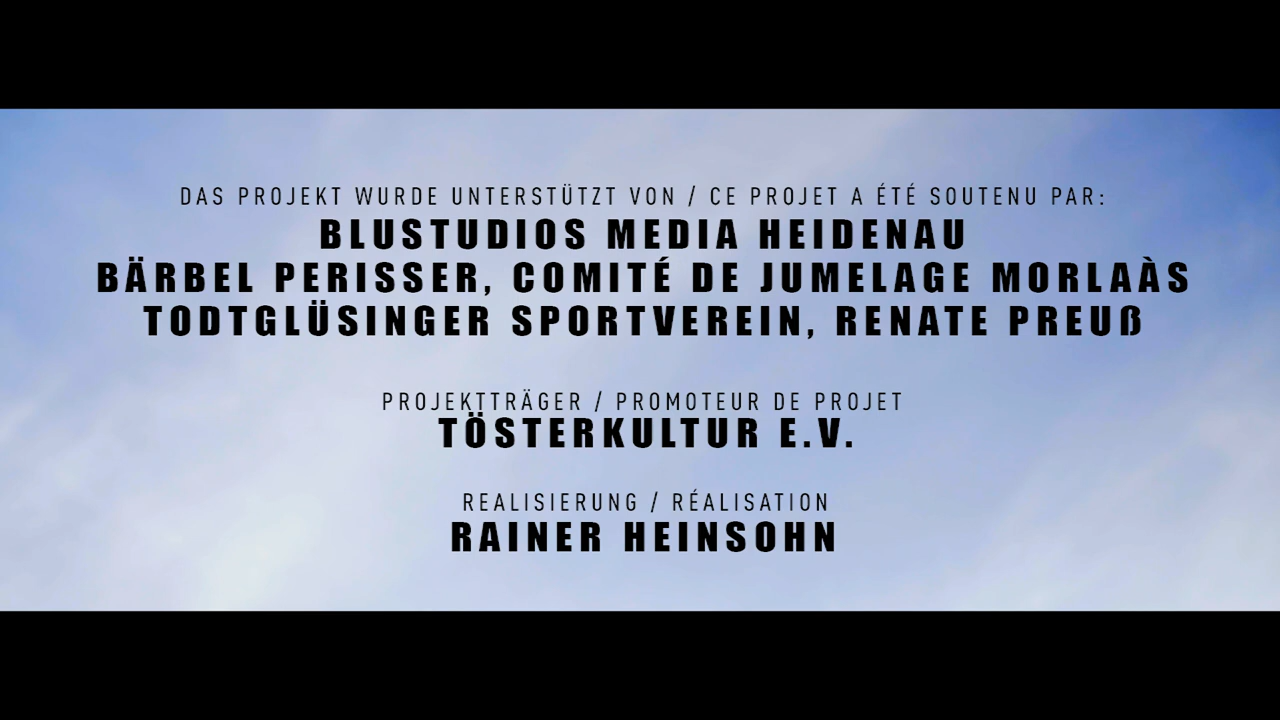 DAS PROJEKT WURDE UNTERSTÜTZT VON / CE PROJET A ÉTÉ SOUTENU PAR:
BLUSTUDIOS MEDIA HEIDENAU
BÄRBEL PERISSER, COMITÉ DE JUMELAGE MORLAÀS
TODTGLÜSINGER SPORTVEREIN, RENATE PREUß
PROJEKTTRÄGER / PROMOTEUR DE PROJET
TÖSTERKULTUR E.V.
REALISIERUNG / RÉALISATION
RAINER HEINSOHN